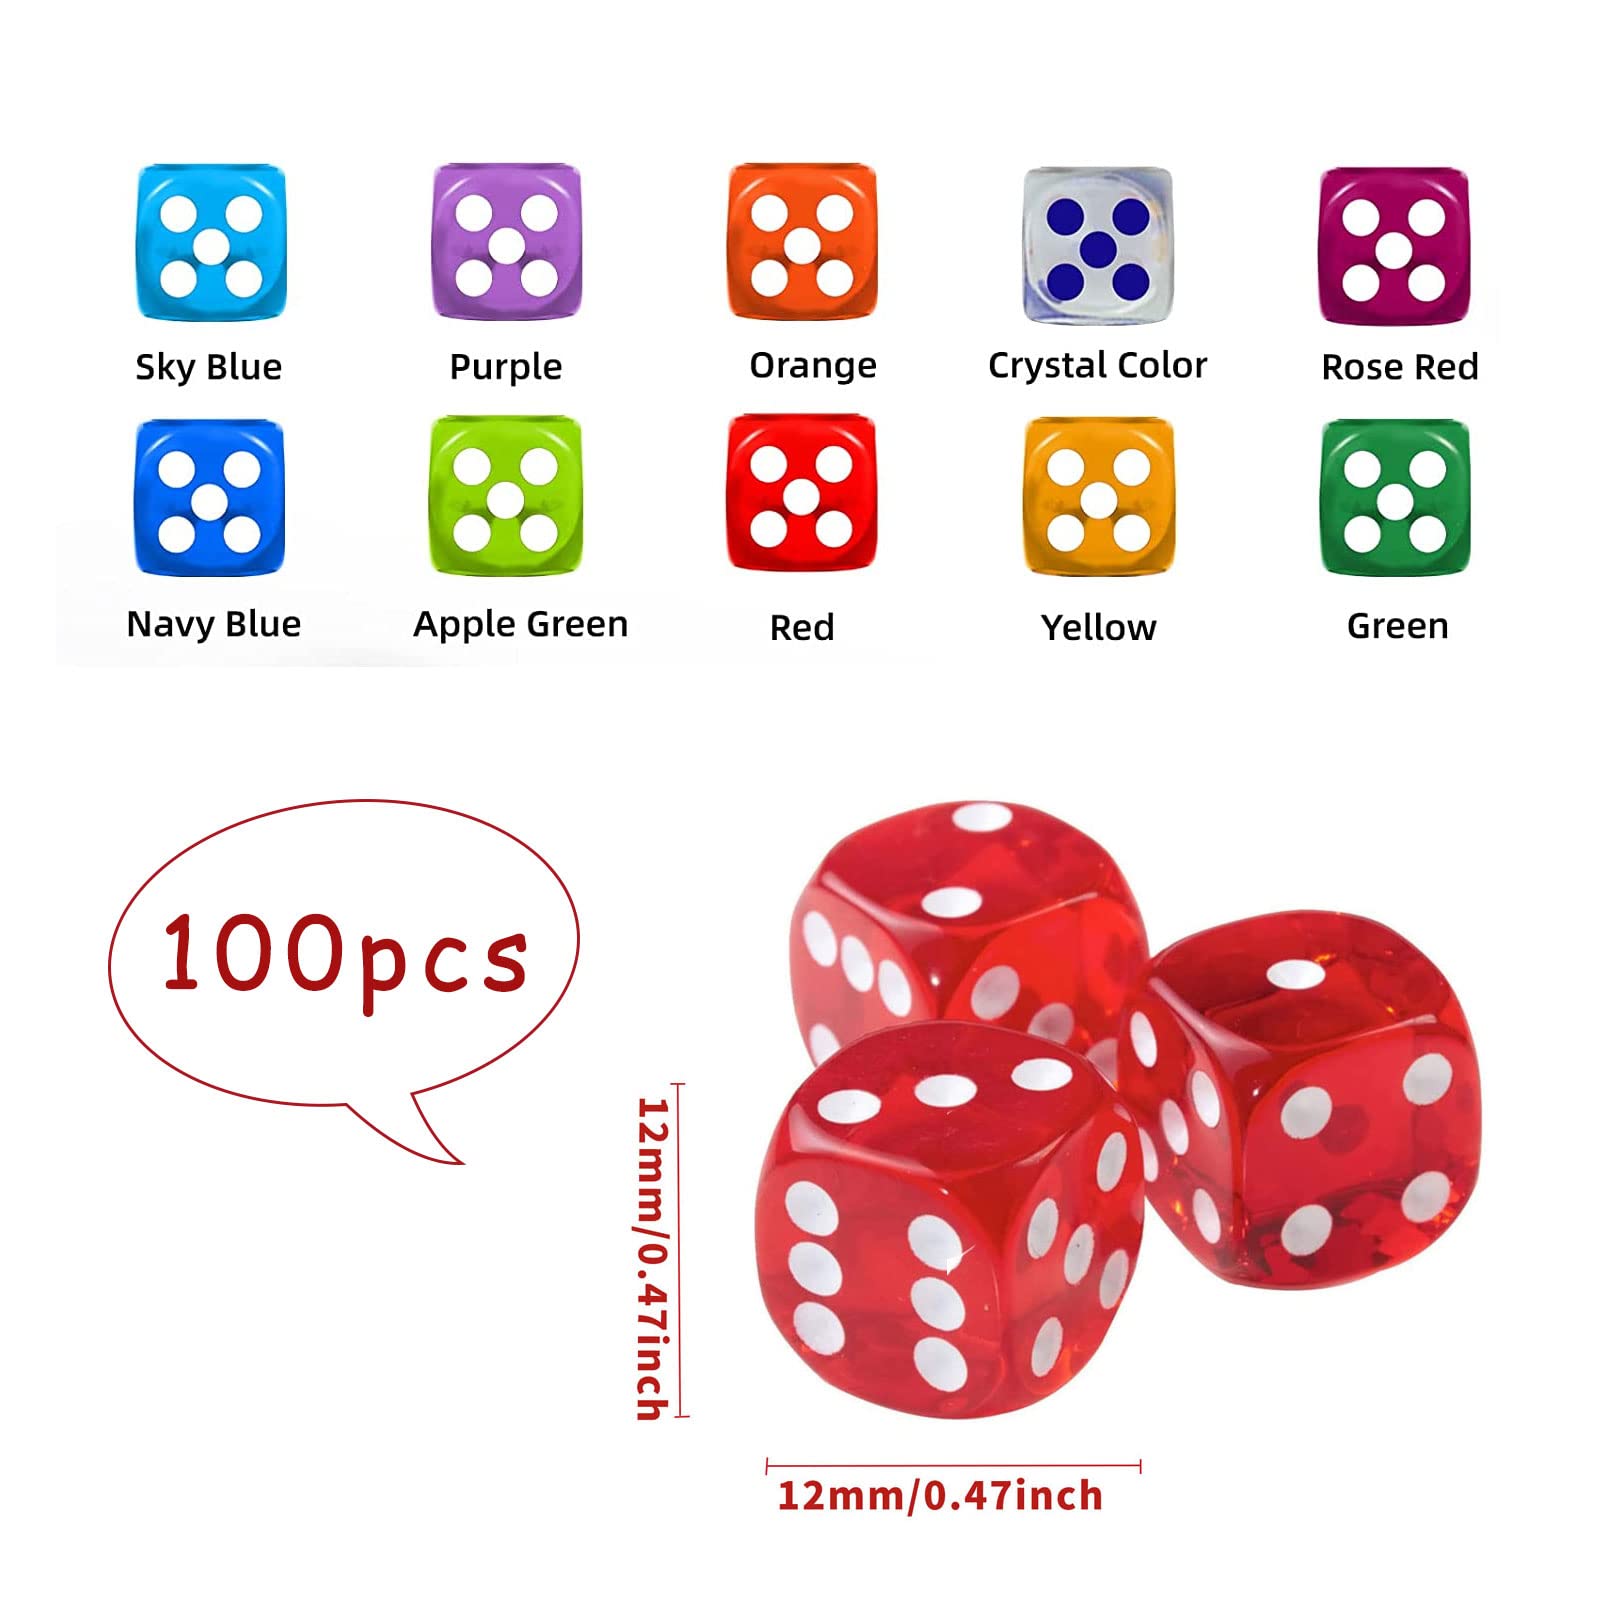 Sky Blue
Purple
Orange
Crystal Color
Rose Red
Navy Blue
Apple Green
Red
Yellow
Green
100pcs
12mm/0.47inch
12mm/0.47inch